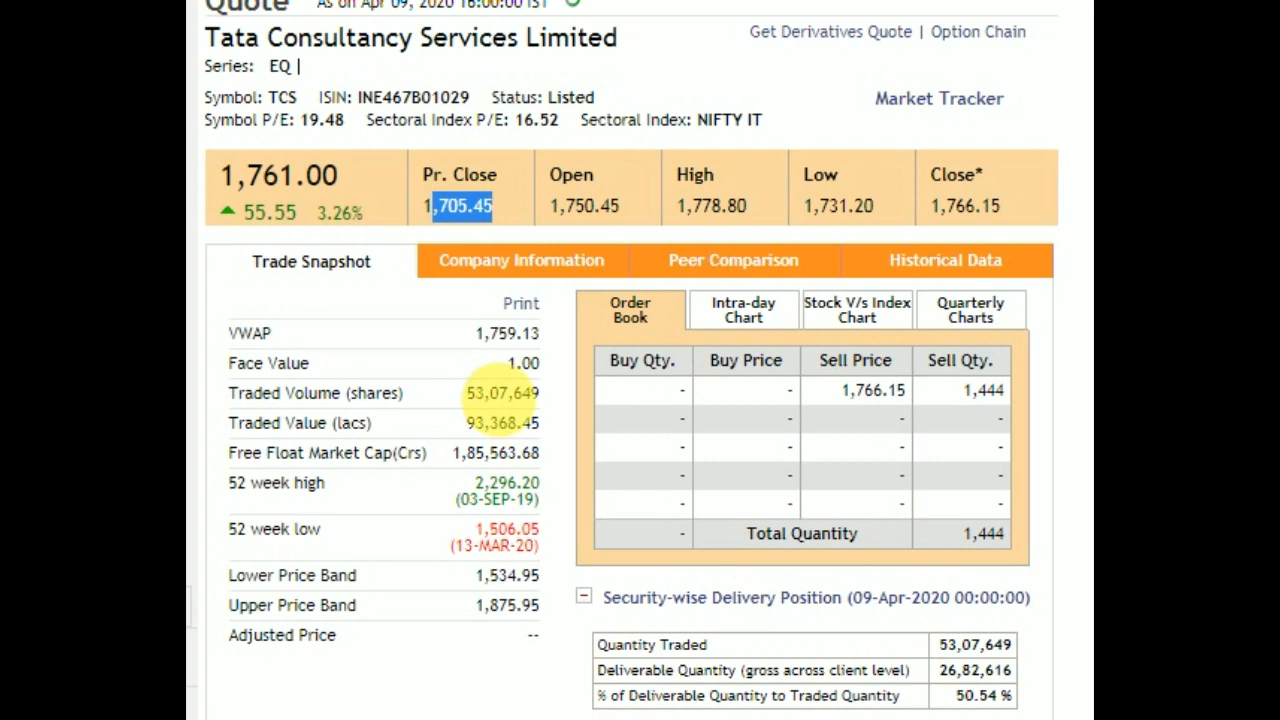 Quote As on Apr 09, 2020 16:00:00 IST
Tata Consultancy Services Limited
Get Derivatives Quote | Option Chain
Series: EQ |
Symbol: TCS ISIN: INE467B01029 Status: Listed
Market Tracker
Symbol P/E: 19.48 Sectoral Index P/E: 16.52 Sectoral Index: NIFTY IT
1,761.00 Pr. Close Open High Low Close*
55.55 3.26% 1,705.45 1,750.45 1,778.80 1,731.20 1,766.15
Trade Snapshot Company Information Peer Comparison Historical Data
Print
VWAP 1,759.13
Face Value 1.00
Traded Volume (shares) 53,07,649
Traded Value (lacs) 93,368.45
Free Float Market Cap(Crs) 1,85,563.68
52 week high 2,296.20
(03-SEP-19)
52 week low 1,506.05
(13-MAR-20)
Lower Price Band 1,534.95
Upper Price Band 1,875.95
Adjusted Price --
Order Intra-day Stock V/s Index Quarterly
Book Chart Chart Charts
Buy Qty. Buy Price Sell Price Sell Qty.
- - 1,766.15 1,444
- - - -
- - - -
- - - -
- - - -
- Total Quantity 1,444
Security-wise Delivery Position (09-Apr-2020 00:00:00)
Quantity Traded 53,07,649
Deliverable Quantity (gross across client level) 26,82,616
% of Deliverable Quantity to Traded Quantity 50.54 %